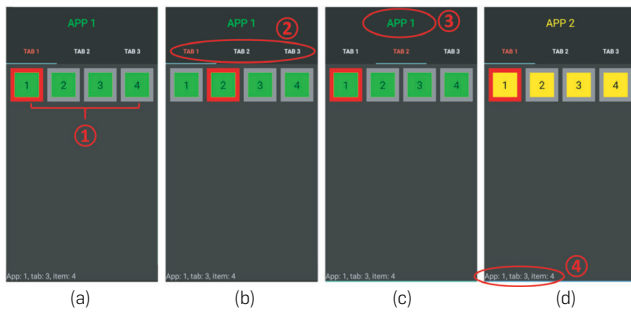 APP 1
TAB 1 TAB 2 TAB 3
1 2 3 4
①
App: 1, tab: 3, item: 4
(a)
APP 1
②
TAB 1 TAB 2 TAB 3
1 2 3 4
App: 1, tab: 3, item: 4
(b)
APP 1
③
TAB 1 TAB 2 TAB 3
1 2 3 4
App: 1, tab: 3, item: 4
(c)
APP 2
TAB 1 TAB 2 TAB 3
1 2 3 4
App: 1, tab: 3, item: 4
④
(d)